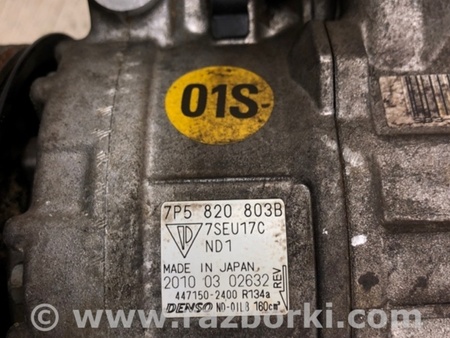 01S
7P5 820 803B
7SEU17C
ND1
MADE IN JAPAN
2010 03 02632
447150-2400 R134a
DENSO ND-OIL8 160cm³
REV
www.razborki.com